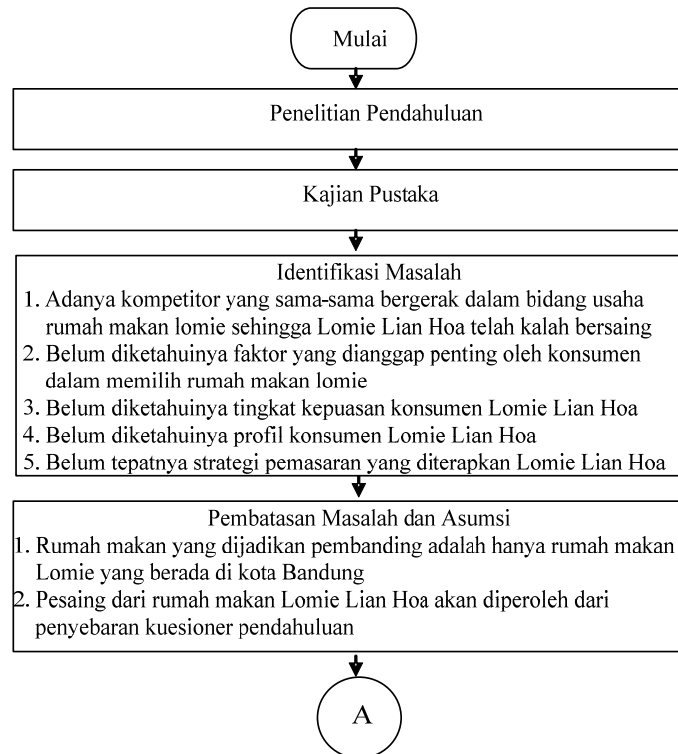 Mulai
Penelitian Pendahuluan
Kajian Pustaka
Identifikasi Masalah
1. Adanya kompetitor yang sama-sama bergerak dalam bidang usaha
rumah makan lomie sehingga Lomie Lian Hoa telah kalah bersaing
2. Belum diketahuinya faktor yang dianggap penting oleh konsumen
dalam memilih rumah makan lomie
3. Belum diketahuinya tingkat kepuasan konsumen Lomie Lian Hoa
4. Belum diketahuinya profil konsumen Lomie Lian Hoa
5. Belum tepatnya strategi pemasaran yang diterapkan Lomie Lian Hoa
Pembatasan Masalah dan Asumsi
1. Rumah makan yang dijadikan pembanding adalah hanya rumah makan
Lomie yang berada di kota Bandung
2. Pesaing dari rumah makan Lomie Lian Hoa akan diperoleh dari
penyebaran kuesioner pendahuluan
A